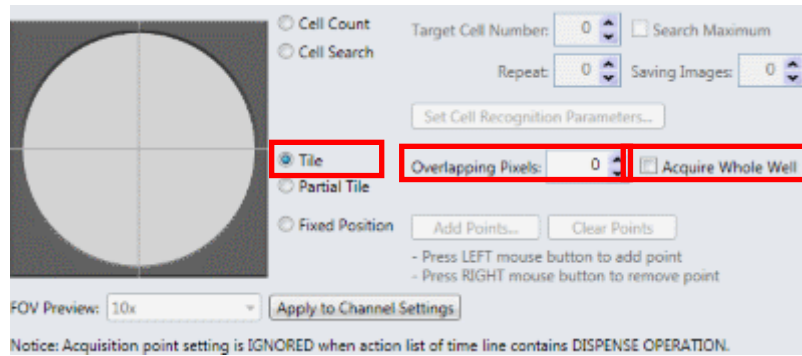 Cell Count
Target Cell Number: 0 Search Maximum
Cell Search
Repeat: 0 Saving Images: 0
Set Cell Recognition Parameters...
Tile
Overlapping Pixels: 0 Acquire Whole Well
Partial Tile
Fixed Position
Add Points... Clear Points
- Press LEFT mouse button to add point
- Press RIGHT mouse button to remove point
FOV Preview: 10x Apply to Channel Settings
Notice: Acquisition point setting is IGNORED when action list of time line contains DISPENSE OPERATION.